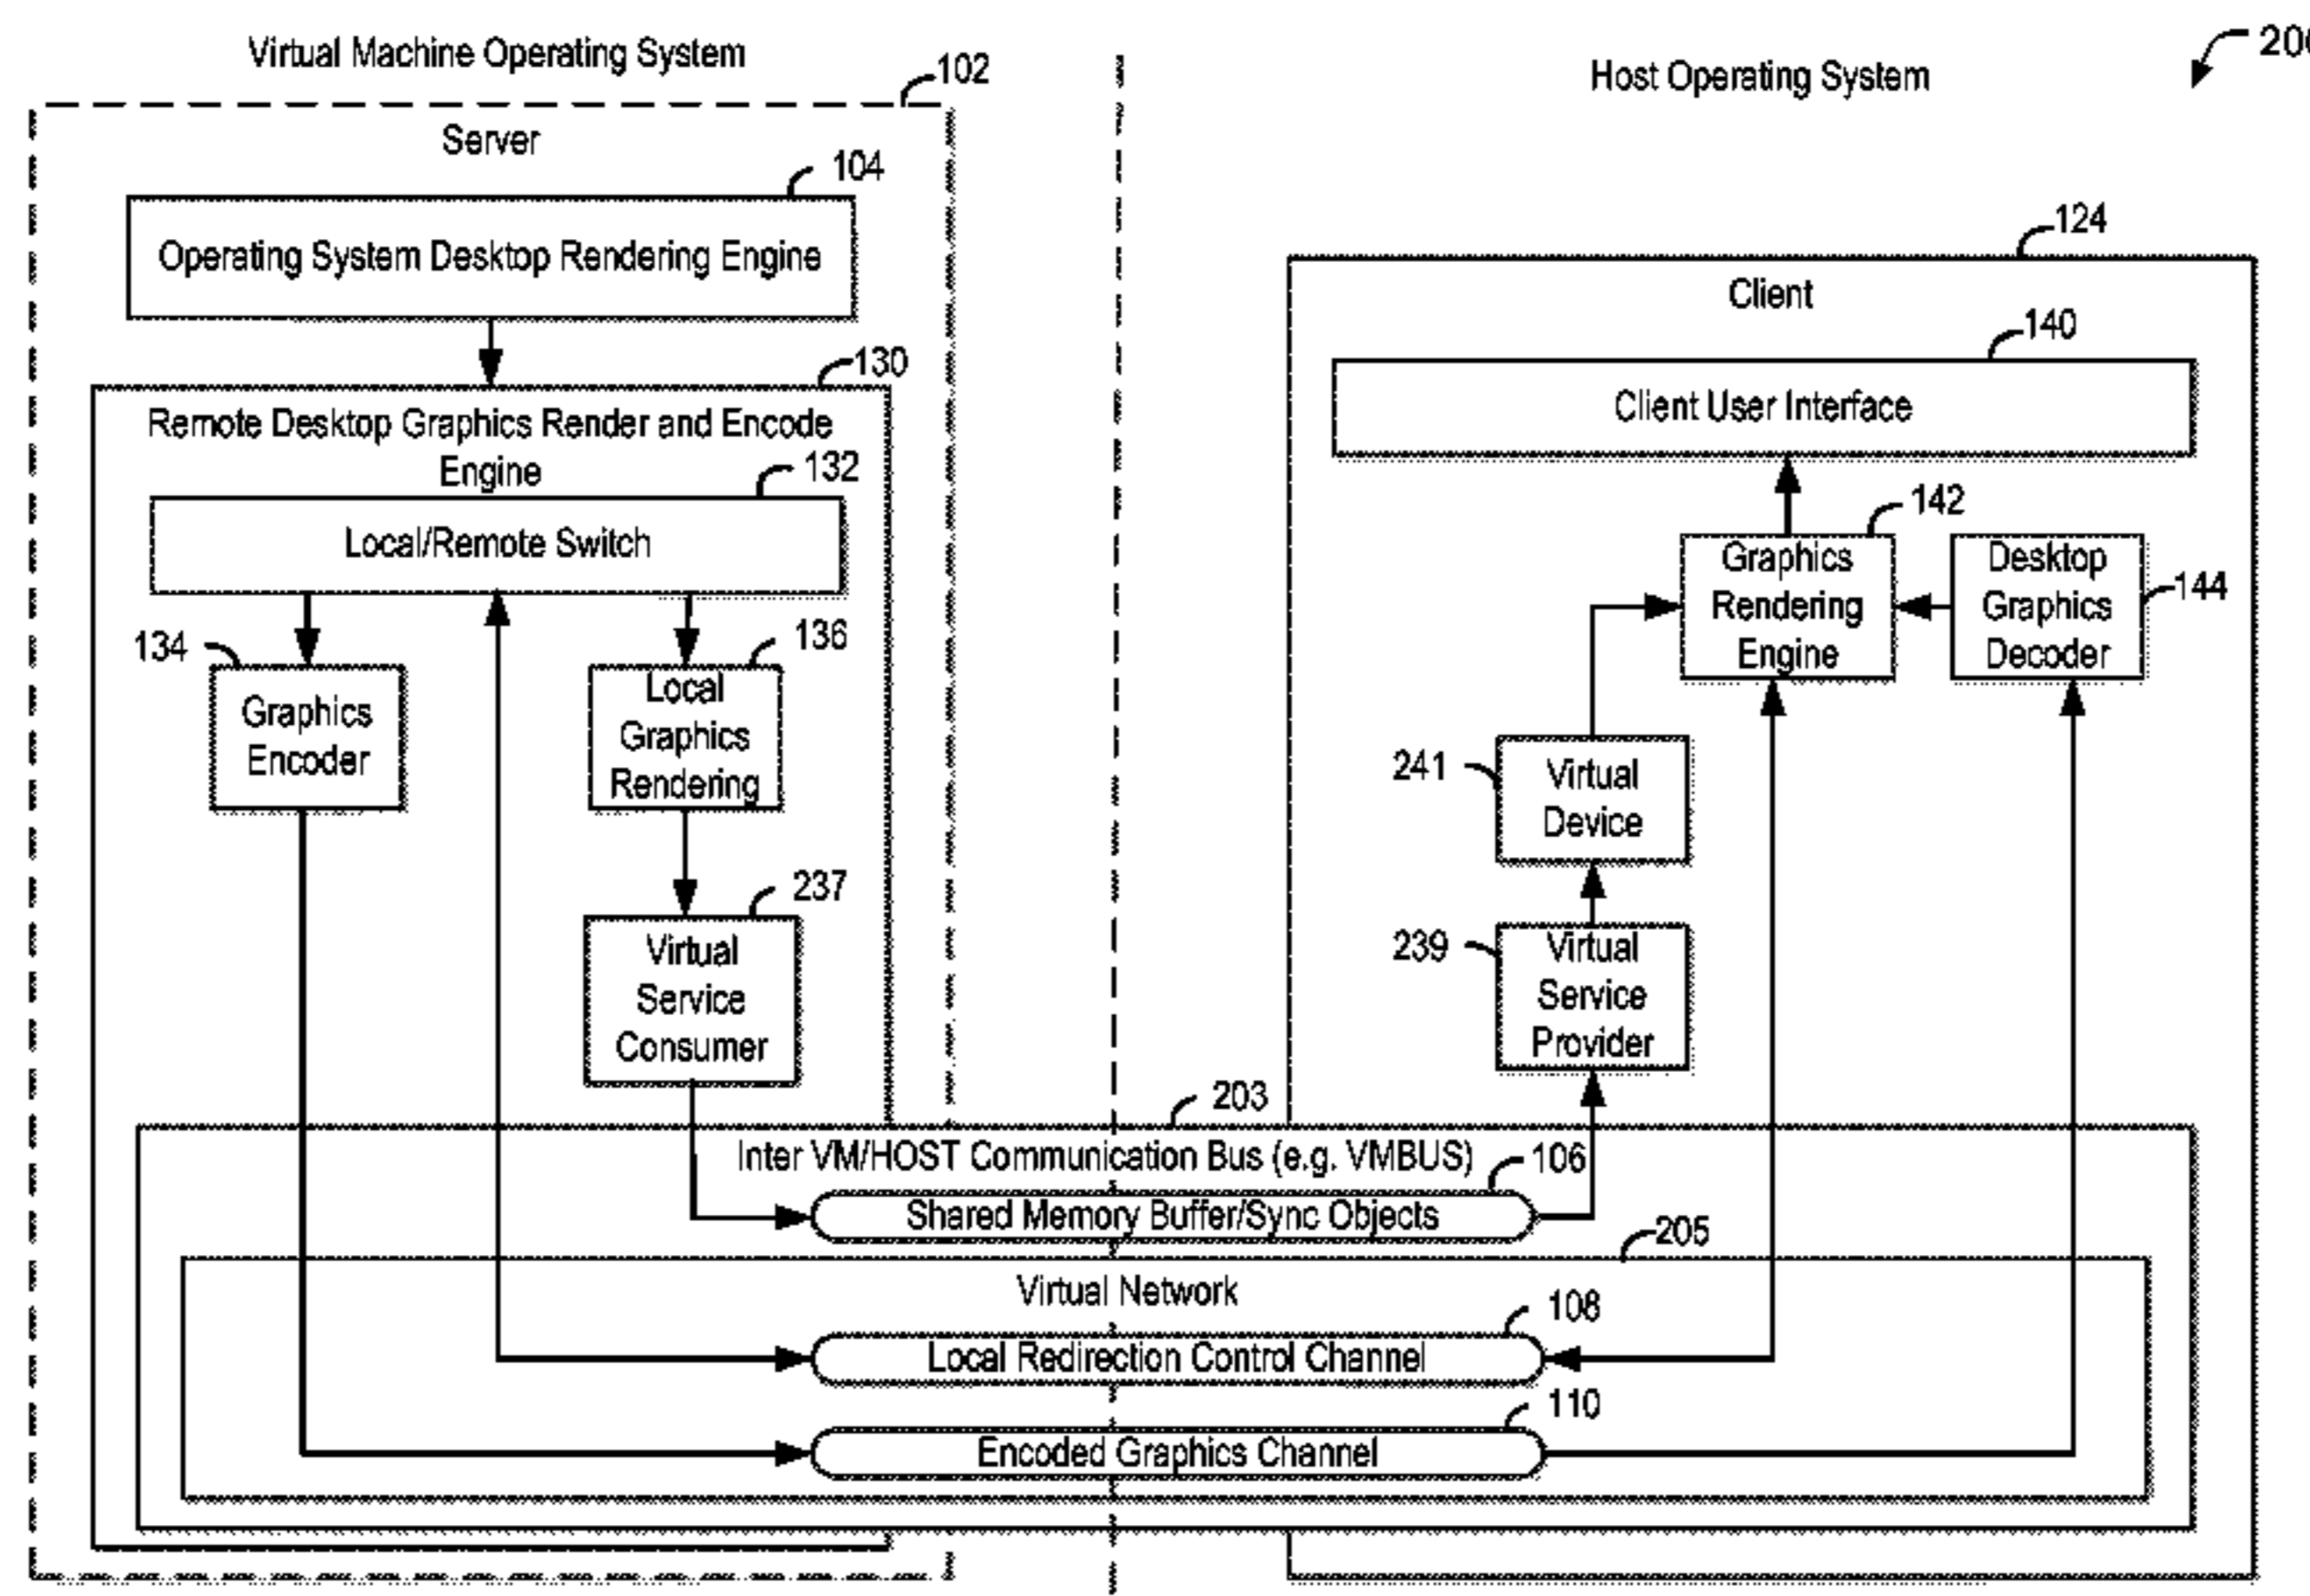 Virtual Machine Operating System
102
Host Operating System
Server
104
Operating System Desktop Rendering Engine
124
Client
130
140
Remote Desktop Graphics Render and Encode
Engine
132
Client User Interface
Local/Remote Switch
142
Graphics
Rendering
Engine
Desktop
Graphics
Decoder
144
134
136
Graphics
Encoder
Local
Graphics
Rendering
241
Virtual
Device
237
Virtual
Service
Consumer
239
Virtual
Service
Provider
203
Inter VM/HOST Communication Bus (e.g. VMBUS)
106
Shared Memory Buffer/Sync Objects
205
Virtual Network
108
Local Redirection Control Channel
110
Encoded Graphics Channel